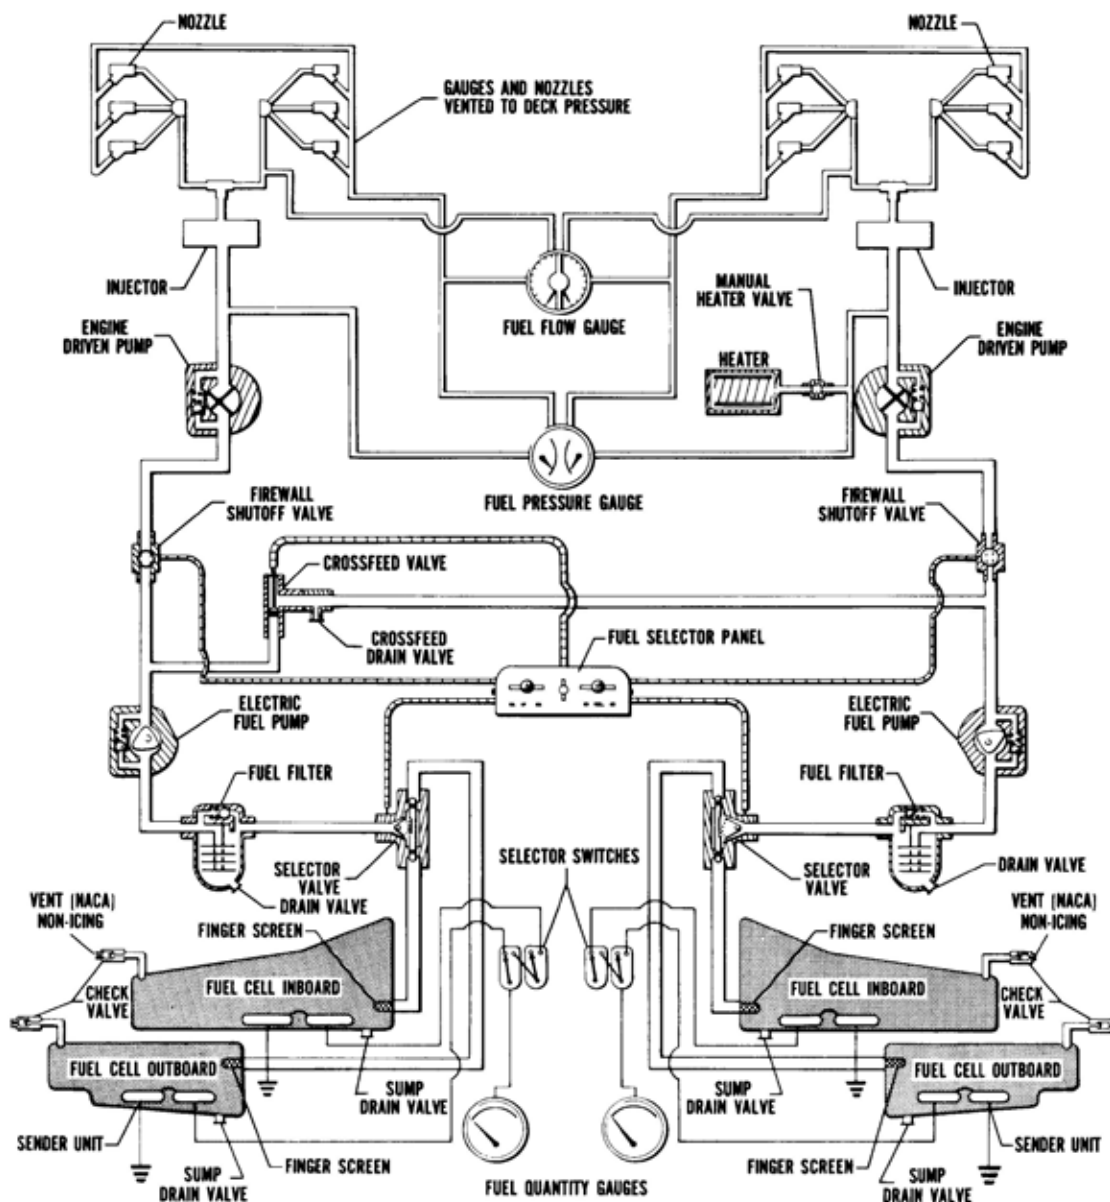 NOZZLE
NOZZLE
GAUGES AND NOZZLES
VENTED TO DECK PRESSURE
INJECTOR
MANUAL
HEATER VALVE
INJECTOR
FUEL FLOW GAUGE
ENGINE
DRIVEN PUMP
HEATER
ENGINE
DRIVEN PUMP
FUEL PRESSURE GAUGE
FIREWALL
SHUTOFF VALVE
FIREWALL
SHUTOFF VALVE
CROSSFEED VALVE
CROSSFEED
DRAIN VALVE
FUEL SELECTOR PANEL
ELECTRIC
FUEL PUMP
ELECTRIC
FUEL PUMP
FUEL FILTER
FUEL FILTER
SELECTOR
VALVE
DRAIN VALVE
SELECTOR SWITCHES
SELECTOR
VALVE
DRAIN VALVE
VENT (NACA)
NON-ICING
FINGER SCREEN
FINGER SCREEN
VENT (NACA)
NON-ICING
FUEL CELL INBOARD
FUEL CELL INBOARD
CHECK
VALVE
CHECK
VALVE
FUEL CELL OUTBOARD
FUEL CELL OUTBOARD
SUMP
DRAIN VALVE
SUMP
DRAIN VALVE
SENDER UNIT
SENDER UNIT
SUMP
DRAIN VALVE
FINGER SCREEN
FUEL QUANTITY GAUGES
FINGER SCREEN
SUMP
DRAIN VALVE